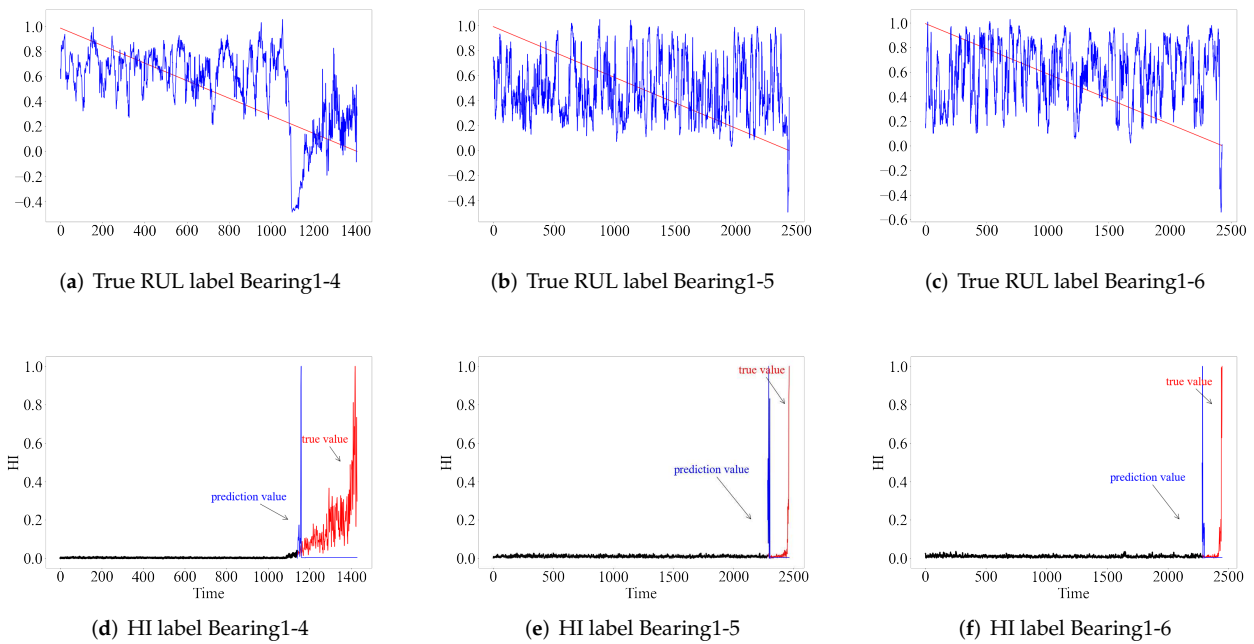 1.0
0.8
0.6
0.4
0.2
0.0
−0.2
−0.4
0 200 400 600 800 1000 1200 1400
(a) True RUL label Bearing1-4
1.0
0.8
0.6
0.4
0.2
0.0
−0.2
−0.4
0 500 1000 1500 2000 2500
(b) True RUL label Bearing1-5
1.0
0.8
0.6
0.4
0.2
0.0
−0.2
−0.4
−0.6
0 500 1000 1500 2000 2500
(c) True RUL label Bearing1-6
1.0
0.8
0.6
0.4
0.2
0.0
HI
true value
prediction value
0 200 400 600 800 1000 1200 1400
Time
(d) HI label Bearing1-4
1.0
0.8
0.6
0.4
0.2
0.0
HI
true value
prediction value
0 500 1000 1500 2000 2500
Time
(e) HI label Bearing1-5
1.0
0.8
0.6
0.4
0.2
0.0
HI
true value
prediction value
0 500 1000 1500 2000 2500
Time
(f) HI label Bearing1-6